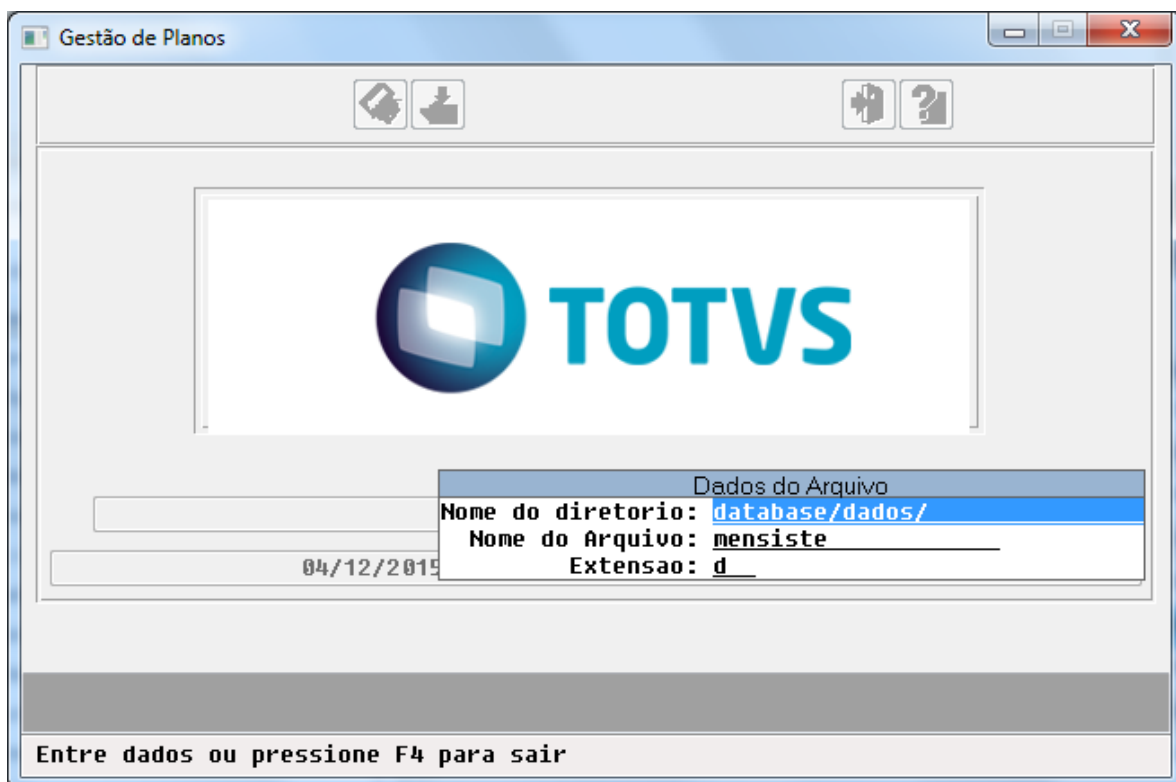 Gestão de Planos
TOTVS
Dados do Arquivo
Nome do diretorio: database/dados/
Nome do Arquivo: mensiste
Extensao: d
04/12/2015
Entre dados ou pressione F4 para sair